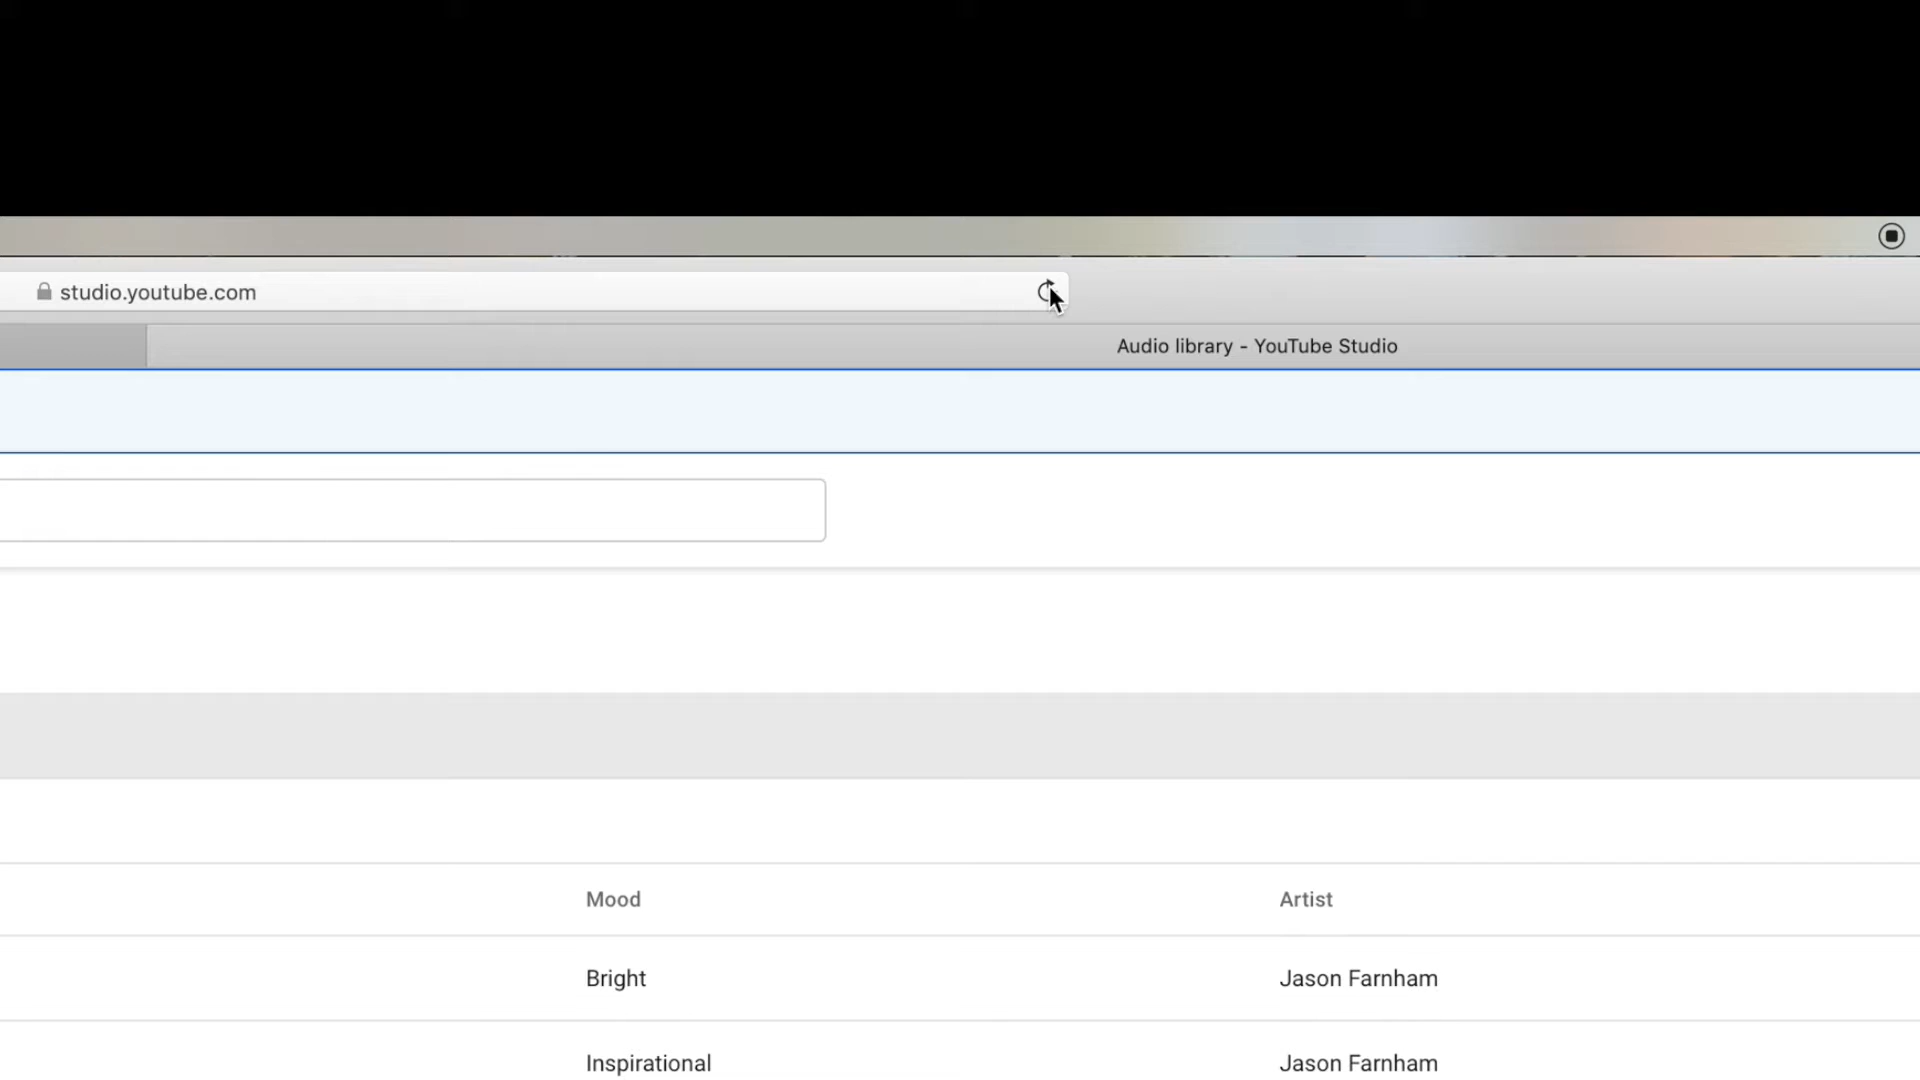 studio.youtube.com
Audio library - YouTube Studio
Mood Artist
Bright Jason Farnham
Inspirational Jason Farnham